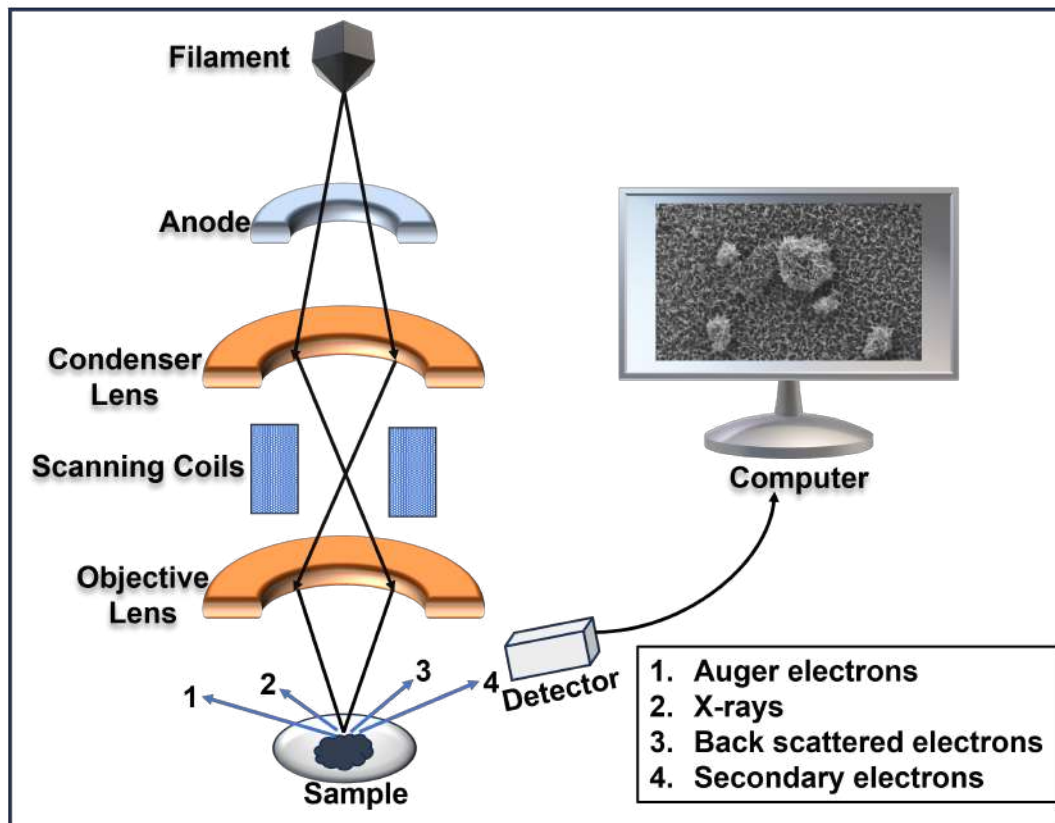 Filament
Anode
Condenser
Lens
Scanning Coils
Computer
Objective
Lens
1
2
3
4
Detector
Sample
1. Auger electrons
2. X-rays
3. Back scattered electrons
4. Secondary electrons